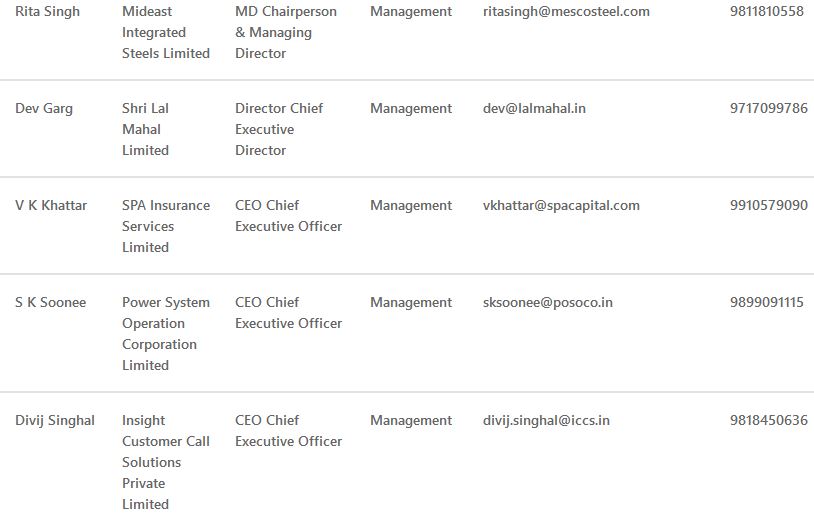 Rita Singh Mideast MD Chairperson Management ritasingh@mescosteel.com 9811810558
Integrated & Managing
Steels Limited Director
Dev Garg Shri Lal Director Chief Management dev@lalmahal.in 9717099786
Mahal Executive
Limited Director
V K Khattar SPA Insurance CEO Chief Management vkhattar@spacapital.com 9910579090
Services Executive Officer
Limited
S K Soonee Power System CEO Chief Management sksoonee@posoco.in 9899091115
Operation Executive Officer
Corporation
Limited
Divij Singhal Insight CEO Chief Management divij.singhal@iccs.in 9818450636
Customer Call Executive Officer
Solutions
Private
Limited